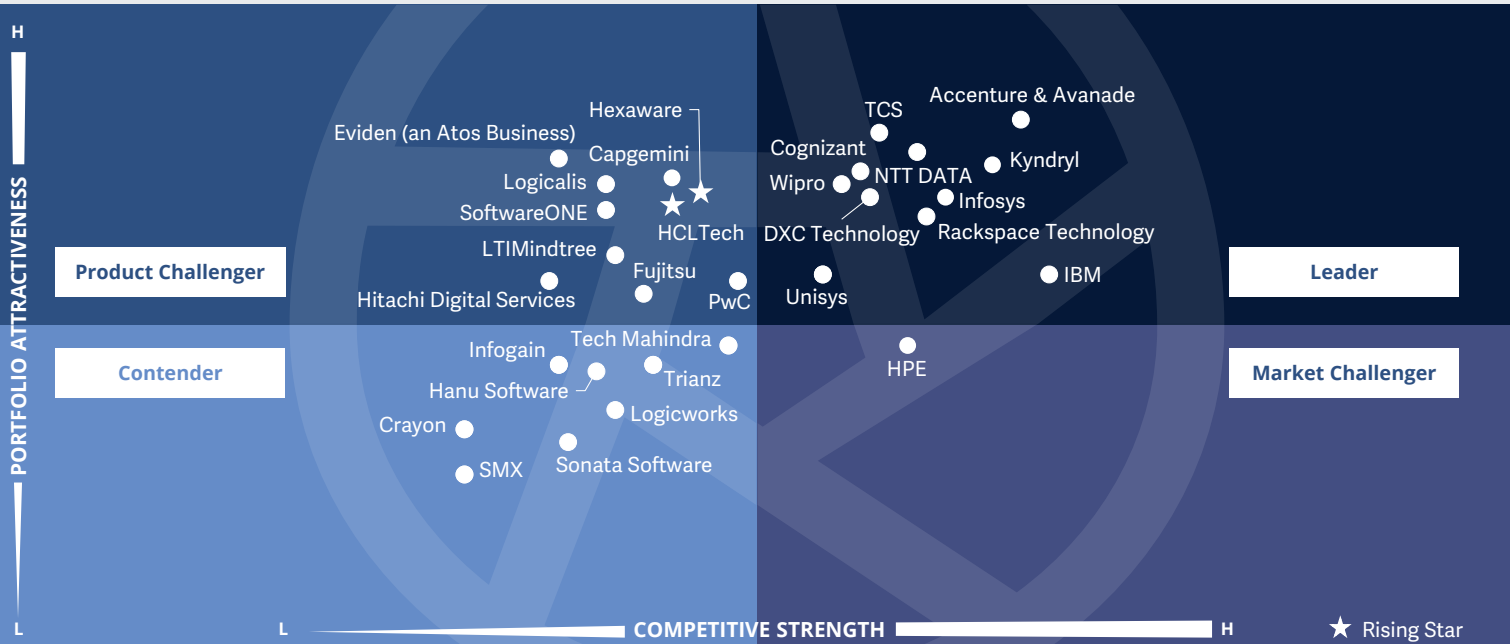 H
PORTFOLIO ATTRACTIVENESS
L
Product Challenger
Leader
Contender
Market Challenger
Hexaware
Eviden (an Atos Business)
Capgemini
Logicalis
SoftwareONE
HCLTech
LTIMindtree
Fujitsu
Hitachi Digital Services
PwC
Accenture & Avanade
TCS
Cognizant
Kyndryl
NTT DATA
Wipro
Infosys
DXC Technology
Rackspace Technology
IBM
Unisys
Tech Mahindra
Infogain
Trianz
Hanu Software
Logicworks
Crayon
Sonata Software
SMX
HPE
L
COMPETITIVE STRENGTH
H
Rising Star